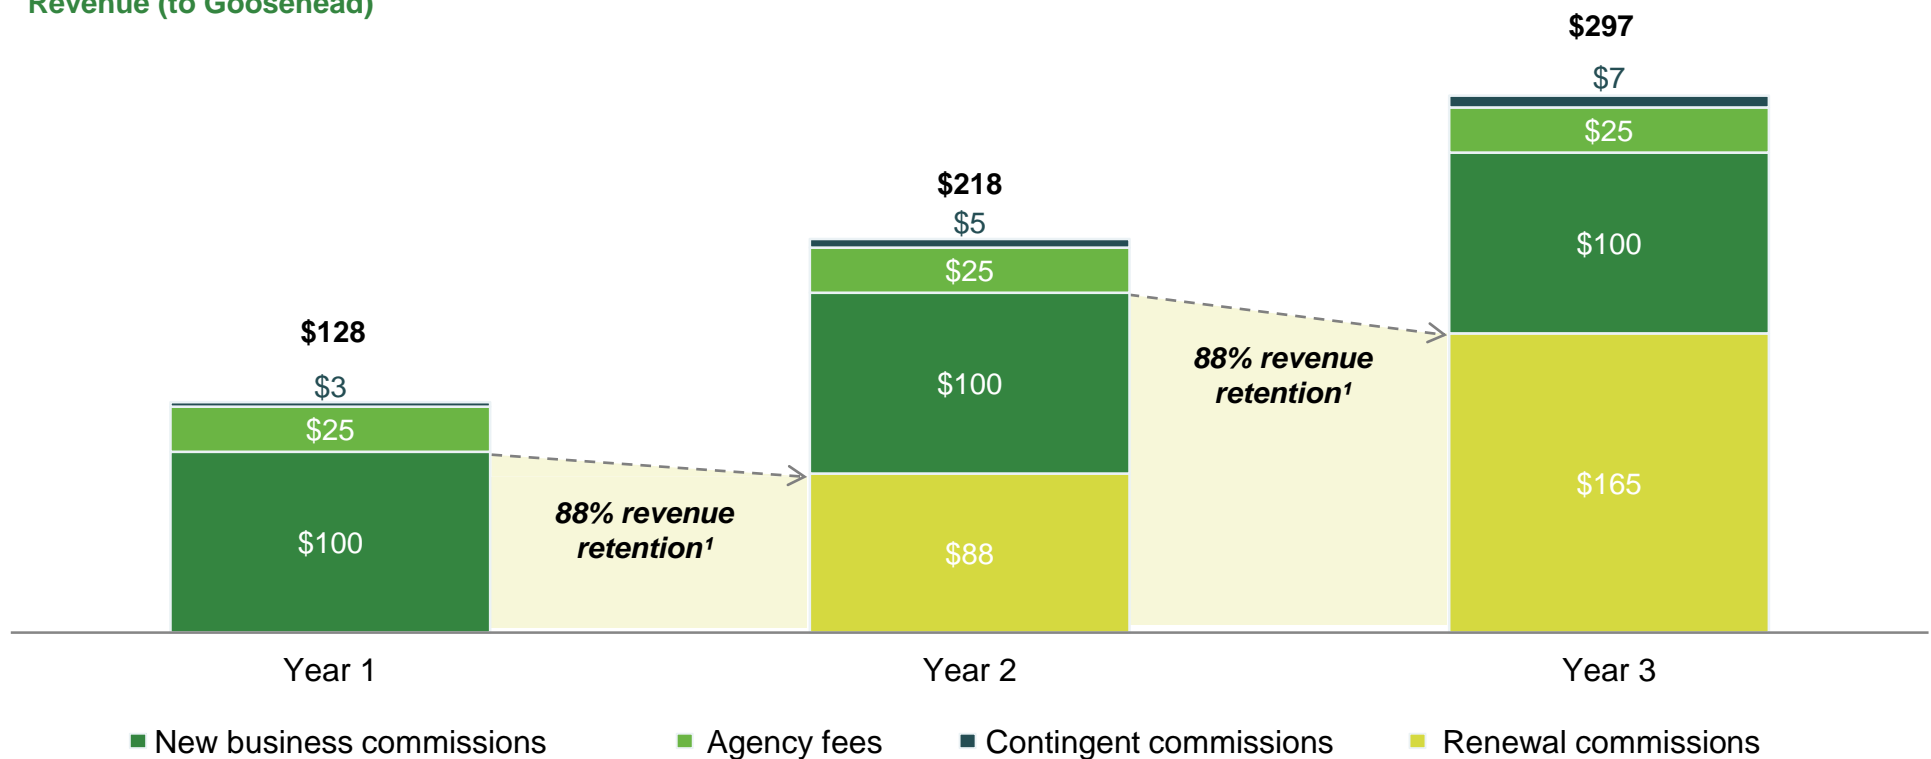 Revenue (to Goosehead)
$297
$7
$25
$100
$165
$218
$5
$25
$100
$88
$128
$3
$25
$100
88% revenue
retention¹
88% revenue
retention¹
Year 1
Year 2
Year 3
New business commissions
Agency fees
Contingent commissions
Renewal commissions